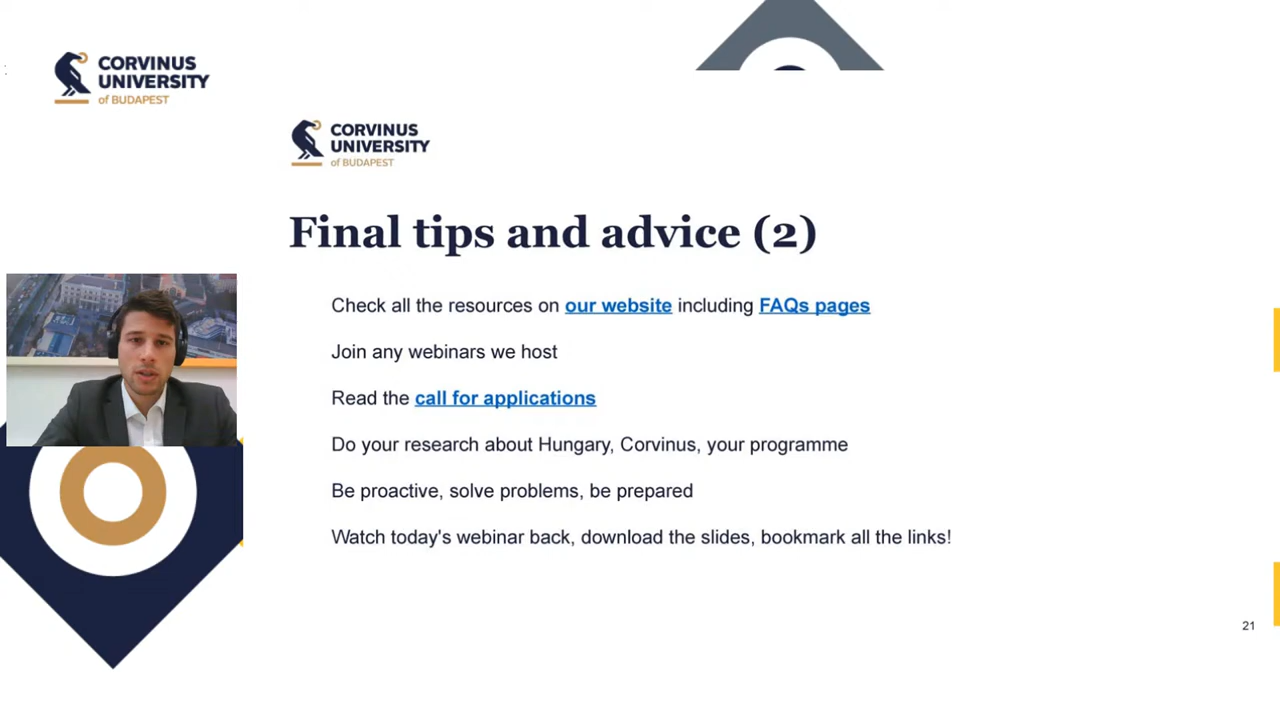 CORVINUS
UNIVERSITY
of BUDAPEST
CORVINUS
UNIVERSITY
of BUDAPEST
Final tips and advice (2)
Check all the resources on our website including FAQs pages
Join any webinars we host
Read the call for applications
Do your research about Hungary, Corvinus, your programme
Be proactive, solve problems, be prepared
Watch today's webinar back, download the slides, bookmark all the links!
21